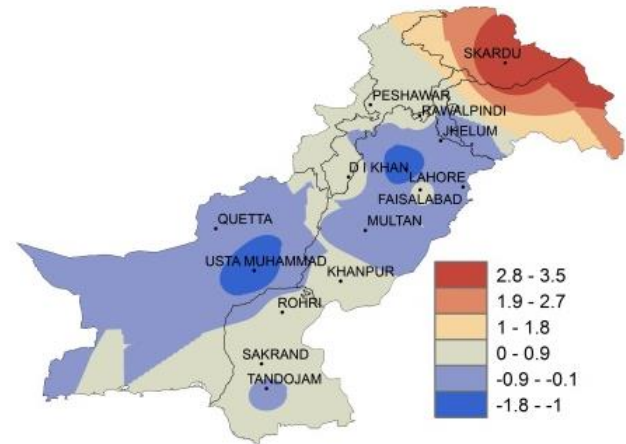 SKARDU
PESHAWAR
RAWALPINDI
JHELUM
D I KHAN
LAHORE
FAISALABAD
QUETTA
MULTAN
USTA MUHAMMAD
KHANPUR
ROHRI
SAKRAND
TANDOJAM
2.8 - 3.5
1.9 - 2.7
1 - 1.8
0 - 0.9
-0.9 - -0.1
-1.8 - -1